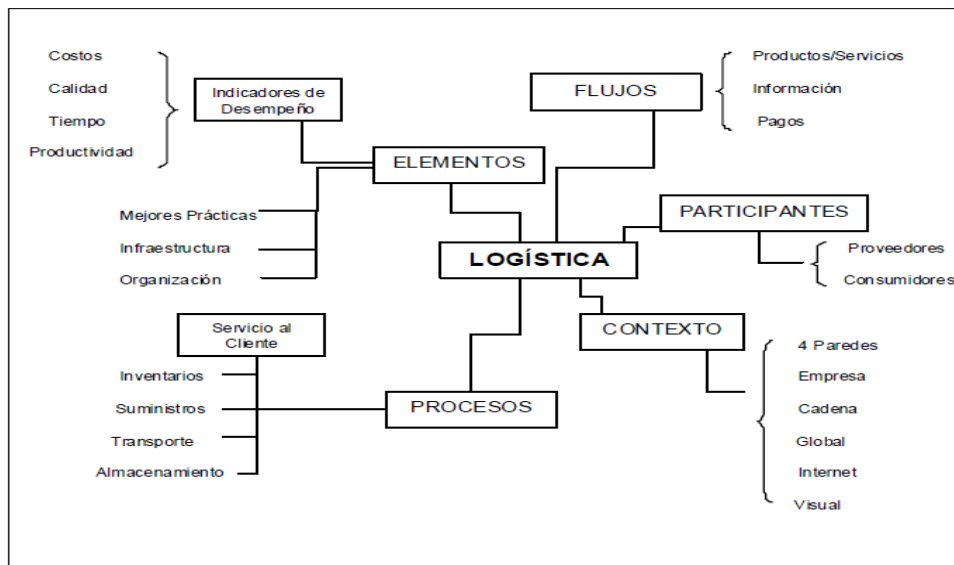 Costos
Calidad
Tiempo
Productividad
Indicadores de
Desempeño
FLUJOS
Productos/Servicios
Información
Pagos
ELEMENTOS
Mejores Prácticas
Infraestructura
Organización
PARTICIPANTES
Proveedores
Consumidores
LOGÍSTICA
CONTEXTO
4 Paredes
Empresa
Cadena
Global
Internet
Visual
Servicio al
Cliente
Inventarios
Suministros
Transporte
Almacenamiento
PROCESOS